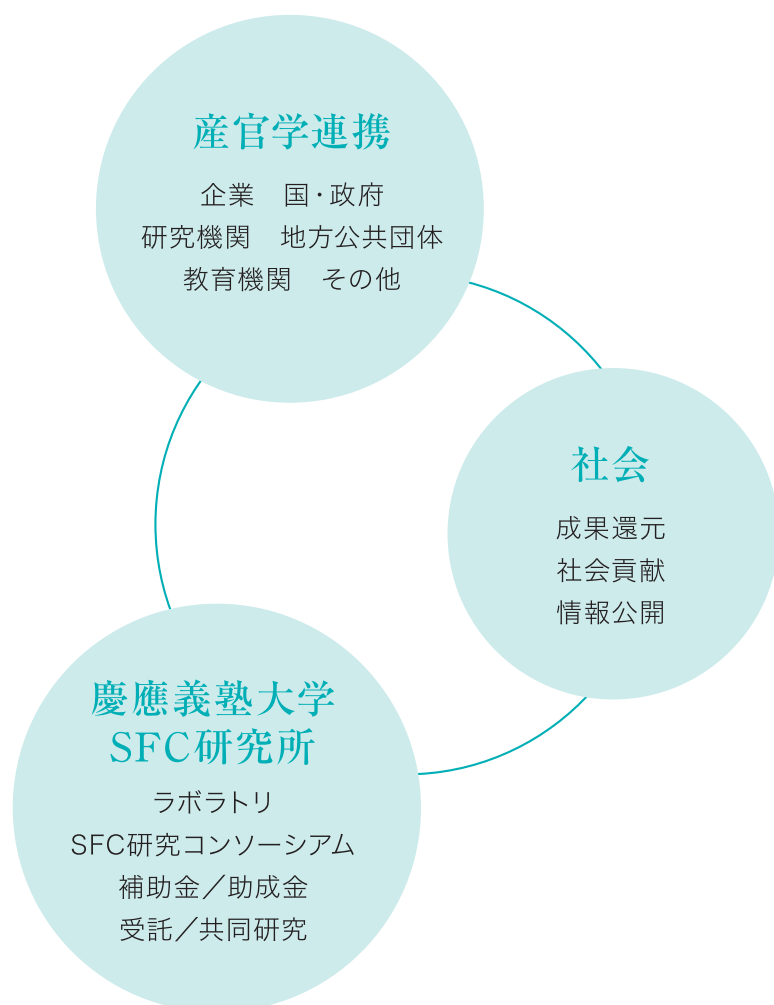 産官学連携
企業　国・政府
研究機関　地方公共団体
教育機関　その他
社会
成果還元
社会貢献
情報公開
慶應義塾大学
SFC研究所
ラボラトリ
SFC研究コンソーシアム
補助金／助成金
受託／共同研究